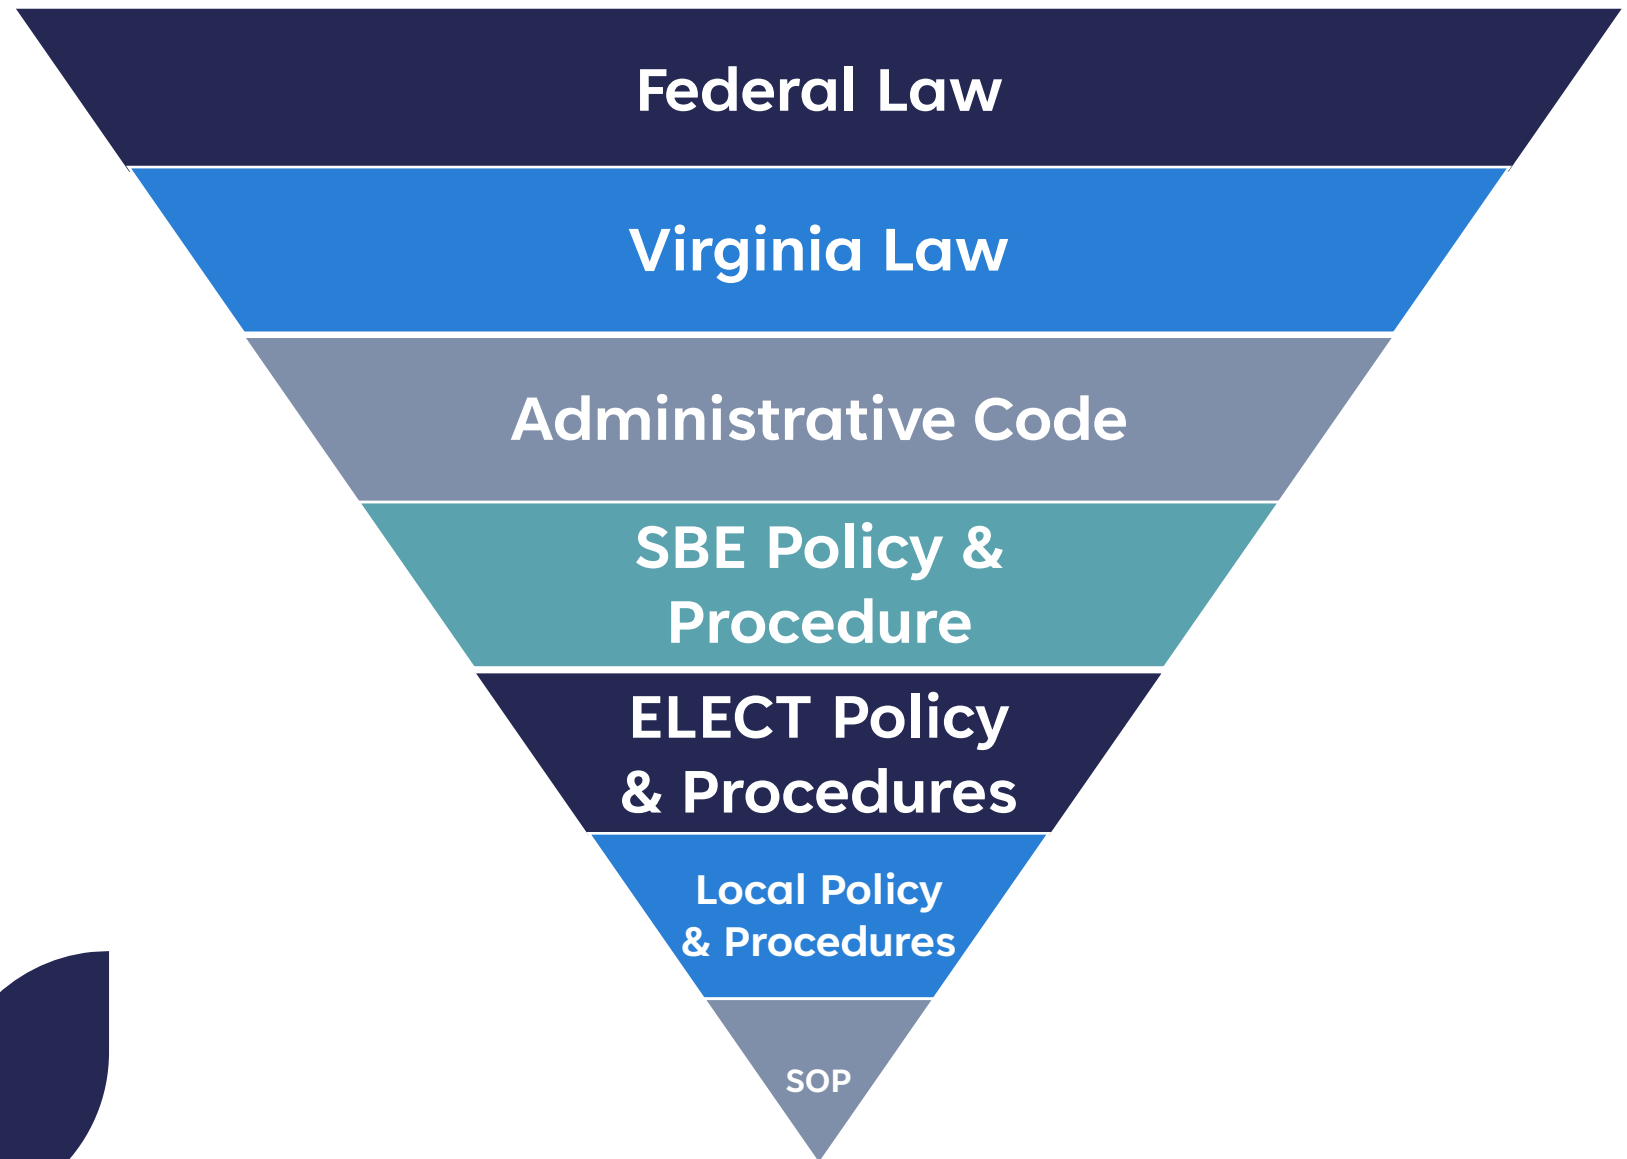 Federal Law
Virginia Law
Administrative Code
SBE Policy &
Procedure
ELECT Policy
& Procedures
Local Policy
& Procedures
SOP